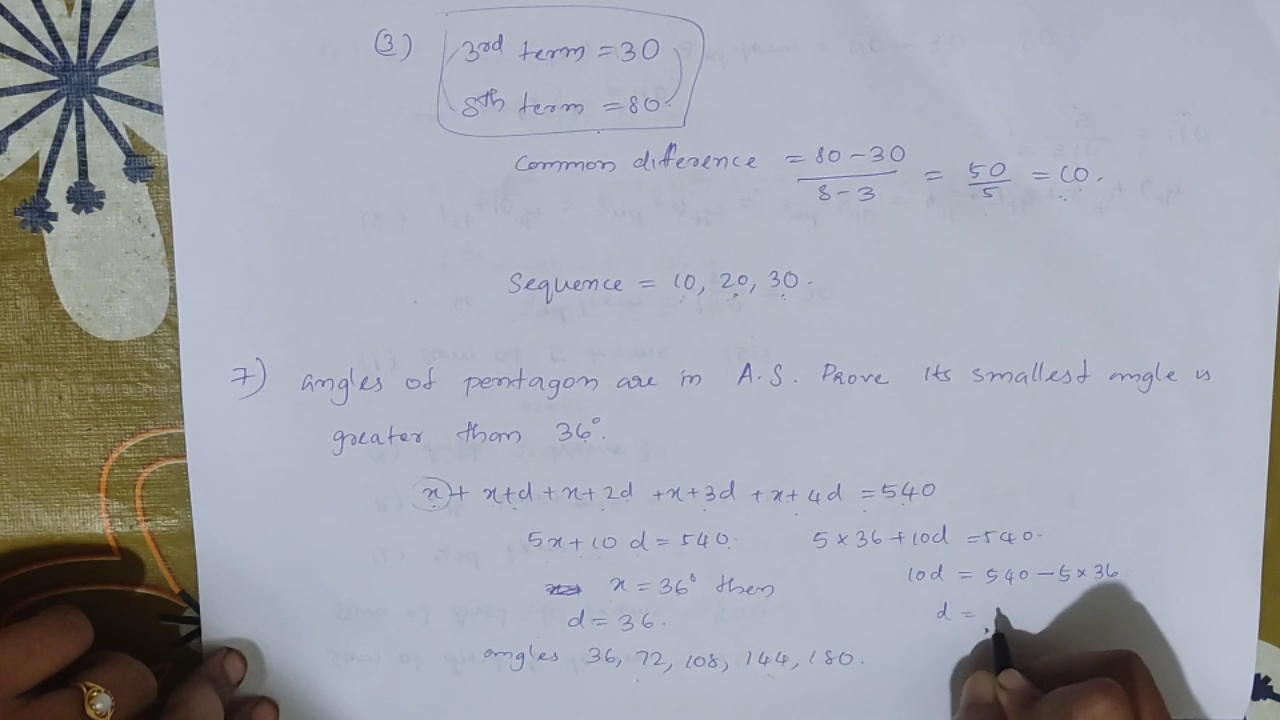 (3) 3rd term = 30
8th term = 80
Common difference = 80-30 / 8-3 = 50/5 = 10.
Sequence = 10, 20, 30.
7) angles of pentagon are in A.S. Prove its smallest angle is
greater than 36°.
x + x+d + x+2d + x+3d + x+4d = 540
5x+10 d = 540. 5×36+10d = 540.
x = 36° then 10d = 540-5×36
d = 36. d =
angles 36, 72, 108, 144, 180.